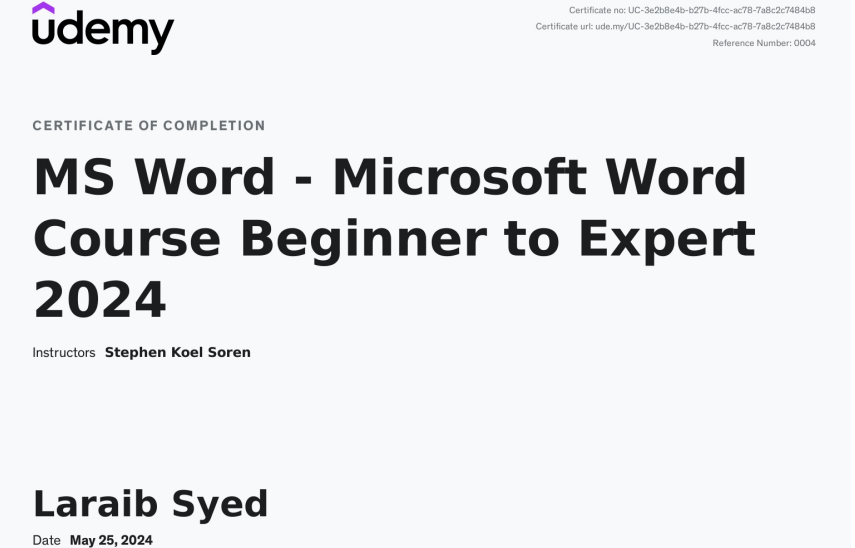 udemy
Certificate no: UC-3e2b8e4b-b27b-4fcc-ac78-7a8c2c7484b8
Certificate url: ude.my/UC-3e2b8e4b-b27b-4fcc-ac78-7a8c2c7484b8
Reference Number: 0004
CERTIFICATE OF COMPLETION
MS Word - Microsoft Word
Course Beginner to Expert
2024
Instructors Stephen Koel Soren
Laraib Syed
Date May 25, 2024